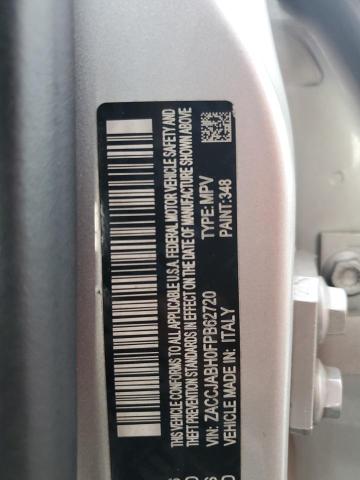 THIS VEHICLE CONFORMS TO ALL APPLICABLE U.S.A. FEDERAL MOTOR VEHICLE SAFETY AND
THEFT PREVENTION STANDARDS IN EFFECT ON THE DATE OF MANUFACTURE SHOWN ABOVE
VIN: ZACCJABH0FPB62720 TYPE: MPV
VEHICLE MADE IN: ITALY PAINT: 348